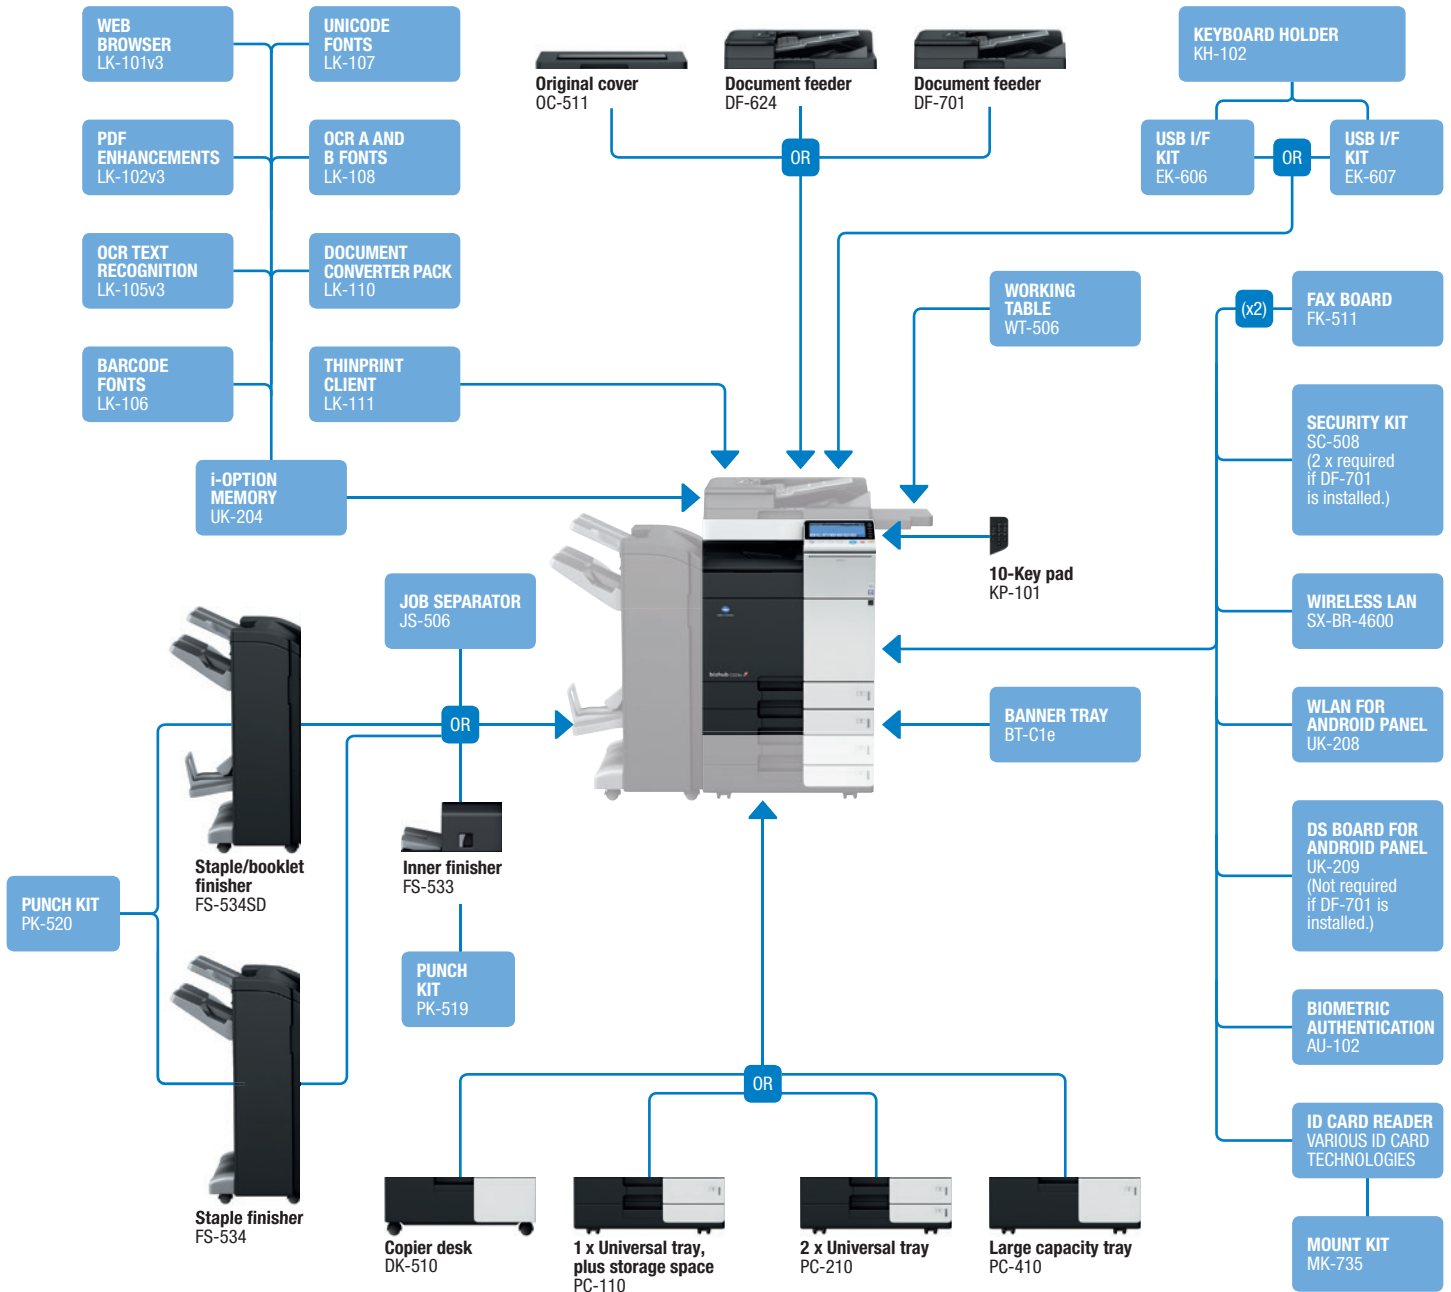 WEB
BROWSER
LK-101v3
UNICODE
FONTS
LK-107
PDF
ENHANCEMENTS
LK-102v3
OCR A AND
B FONTS
LK-108
OCR TEXT
RECOGNITION
LK-105v3
DOCUMENT
CONVERTER PACK
LK-110
BARCODE
FONTS
LK-106
THINPRINT
CLIENT
LK-111
i-OPTION
MEMORY
UK-204
Original cover
OC-511
Document feeder
DF-624
Document feeder
DF-701
OR
KEYBOARD HOLDER
KH-102
USB I/F
KIT
EK-606
OR
USB I/F
KIT
EK-607
WORKING
TABLE
WT-506
(x2)
FAX BOARD
FK-511
SECURITY KIT
SC-508
(2 x required
if DF-701
is installed.)
10-Key pad
KP-101
WIRELESS LAN
SX-BR-4600
BANNER TRAY
BT-C1e
WLAN FOR
ANDROID PANEL
UK-208
DS BOARD FOR
ANDROID PANEL
UK-209
(Not required
if DF-701 is
installed.)
BIOMETRIC
AUTHENTICATION
AU-102
ID CARD READER
VARIOUS ID CARD
TECHNOLOGIES
MOUNT KIT
MK-735
JOB SEPARATOR
JS-506
OR
bizhub
Staple/booklet
finisher
FS-534SD
Inner finisher
FS-533
PUNCH KIT
PK-520
PUNCH
KIT
PK-519
Staple finisher
FS-534
OR
Copier desk
DK-510
1 x Universal tray,
plus storage space
PC-110
2 x Universal tray
PC-210
Large capacity tray
PC-410